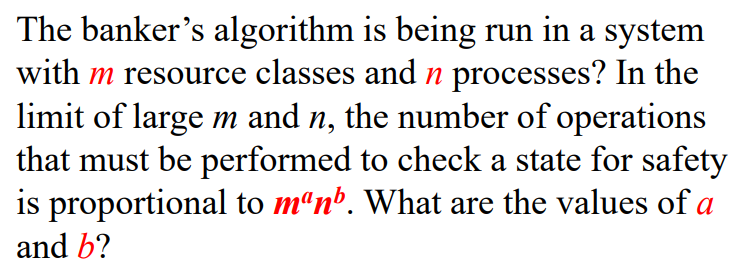 The banker’s algorithm is being run in a system
with m resource classes and n processes? In the
limit of large m and n, the number of operations
that must be performed to check a state for safety
is proportional to mᵃnᵇ. What are the values of a
and b?